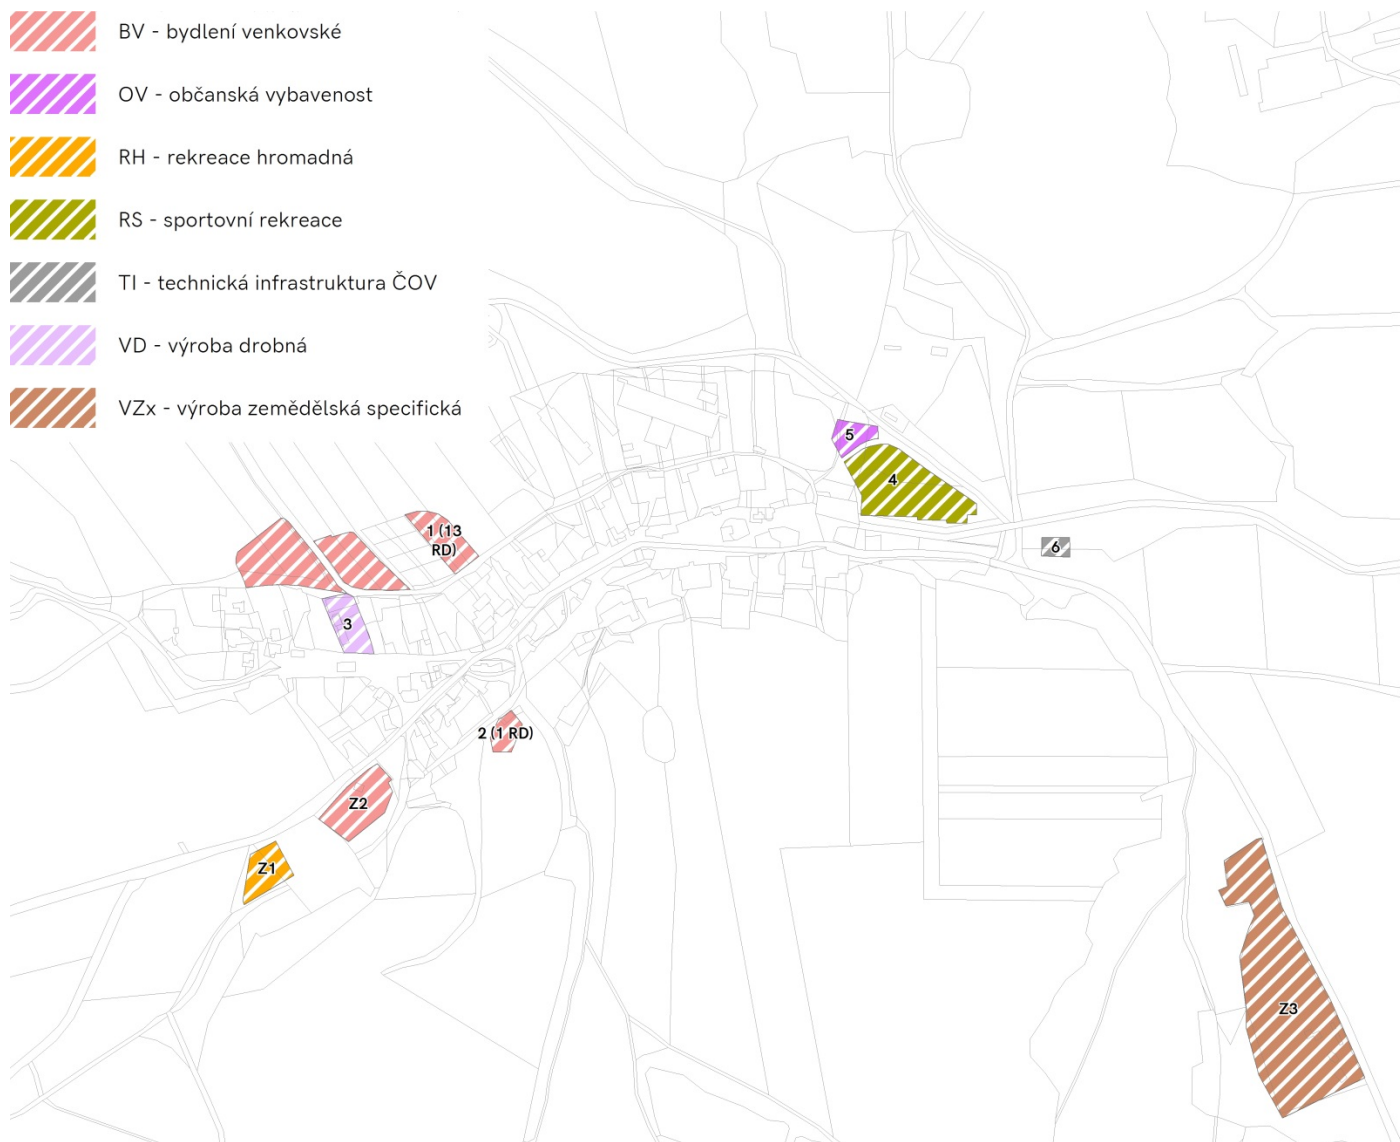 BV - bydlení venkovské
OV - občanská vybavenost
RH - rekreace hromadná
RS - sportovní rekreace
TI - technická infrastruktura ČOV
VD - výroba drobná
VZx - výroba zemědělská specifická
5
4
1 (13
RD)
6
3
2 (1 RD)
Z2
Z1
Z3